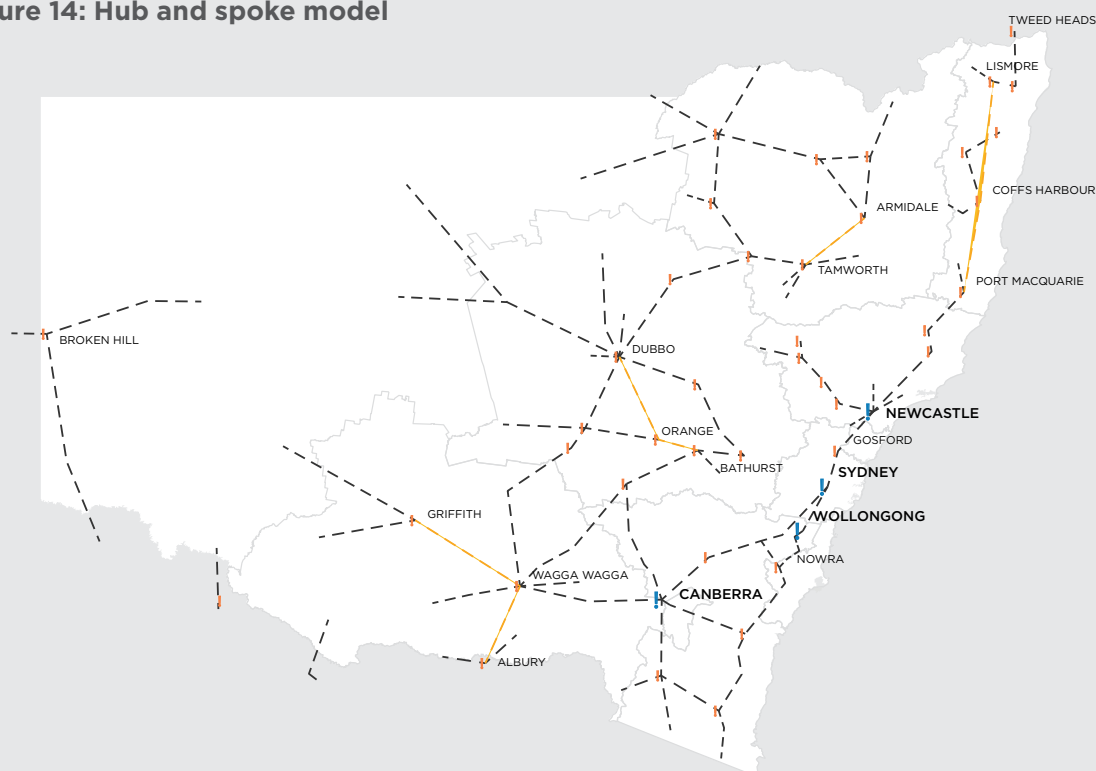 ure 14: Hub and spoke model
TWEED HEADS
LISMORE
COFFS HARBOUR
ARMIDALE
TAMWORTH
PORT MACQUARIE
BROKEN HILL
DUBBO
NEWCASTLE
ORANGE
GOSFORD
BATHURST
SYDNEY
GRIFFITH
WOLLONGONG
NOWRA
WAGGA WAGGA
CANBERRA
ALBURY